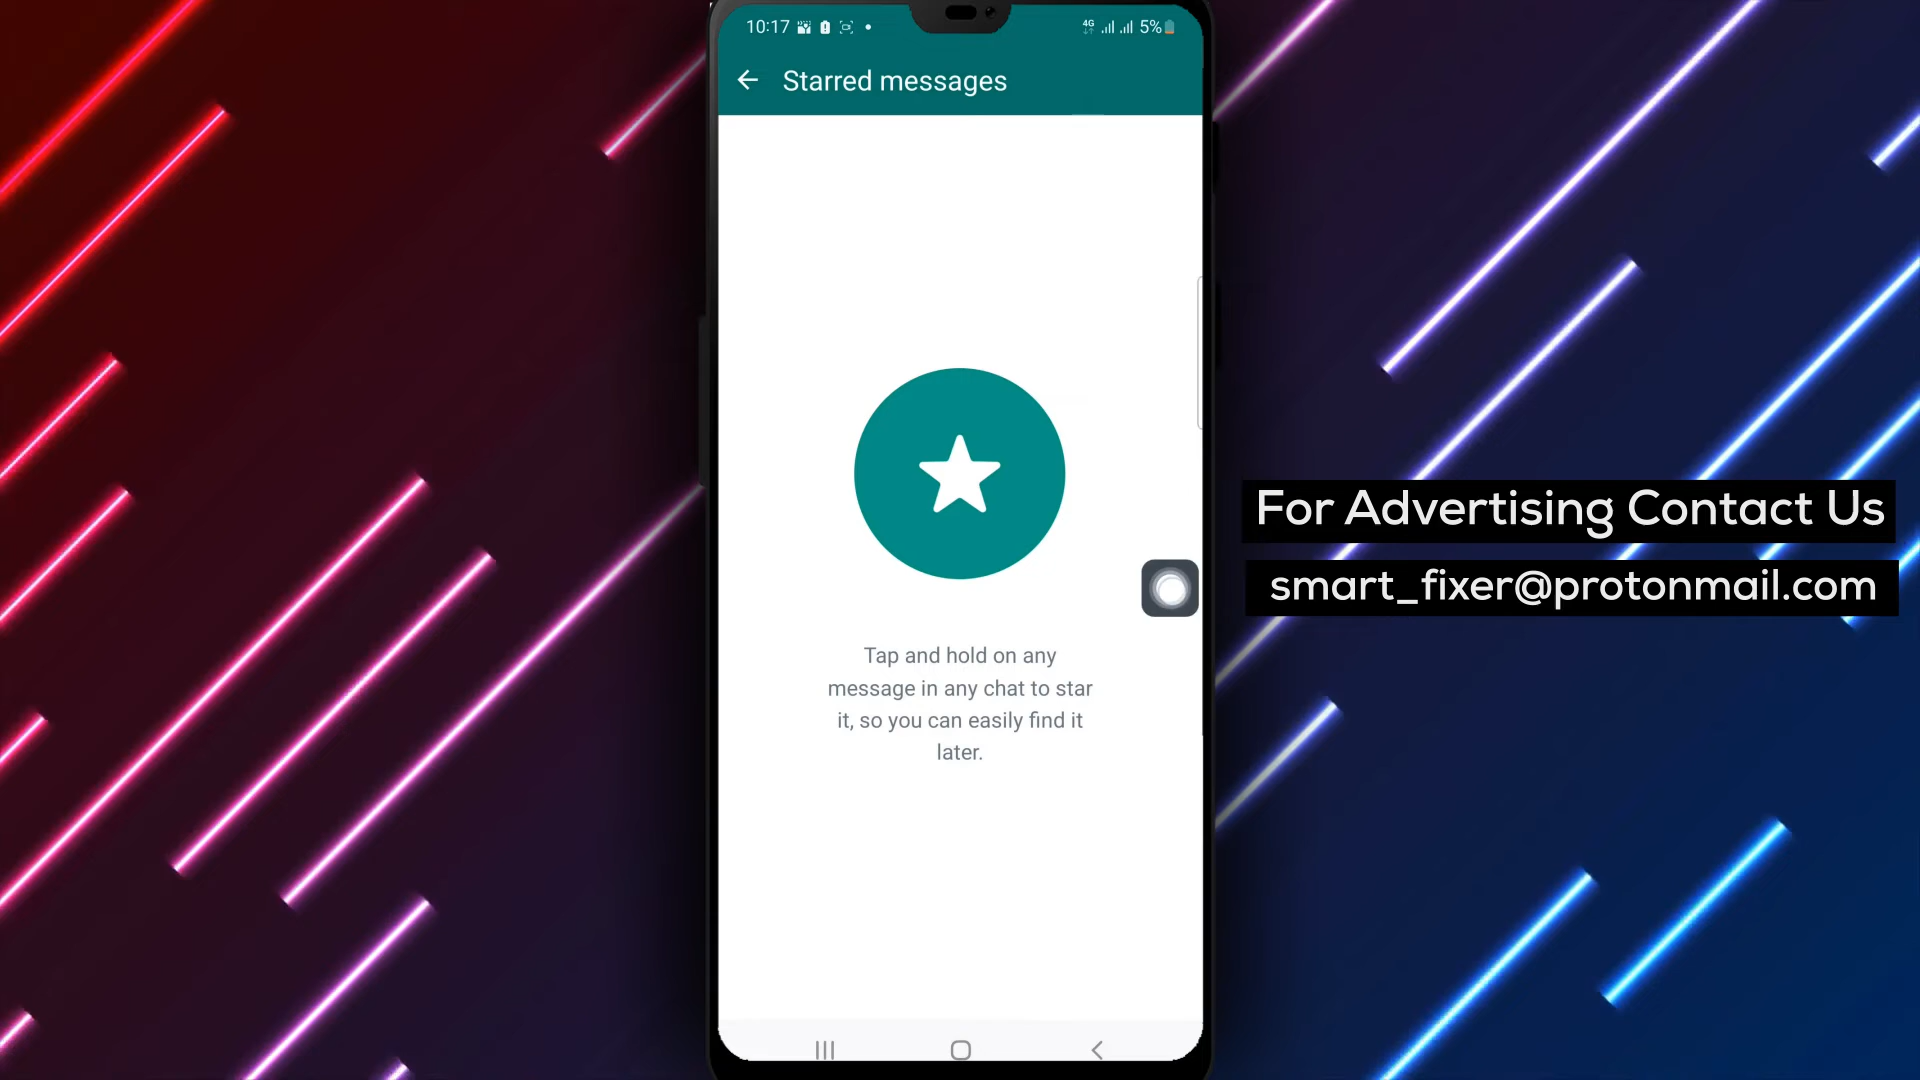 10:17
4G
5%
Starred messages
Tap and hold on any
message in any chat to star
it, so you can easily find it
later.
For Advertising Contact Us
smart_fixer@protonmail.com